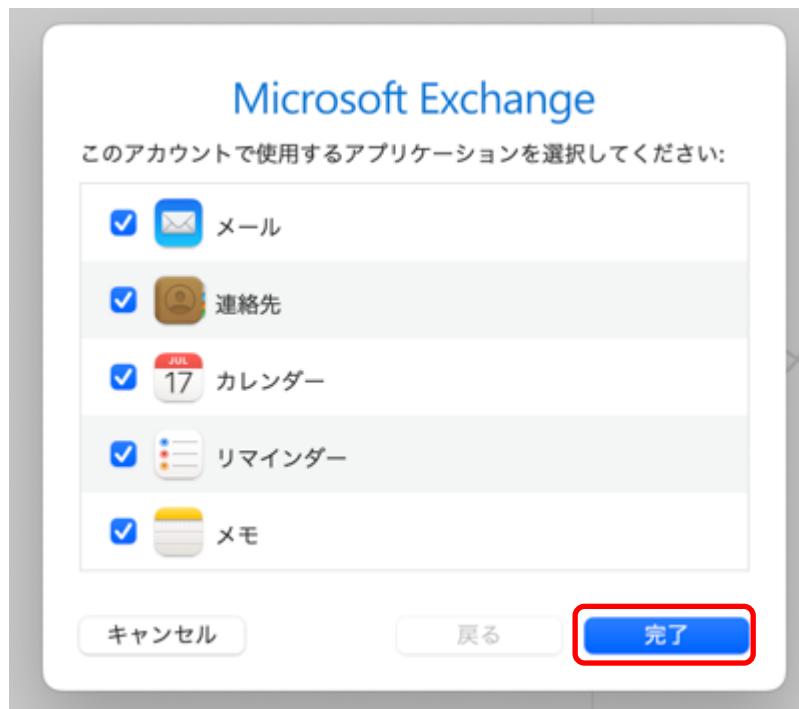 Microsoft Exchange
このアカウントで使用するアプリケーションを選択してください:
メール
連絡先
JUL
17
カレンダー
リマインダー
メモ
キャンセル
戻る
完了